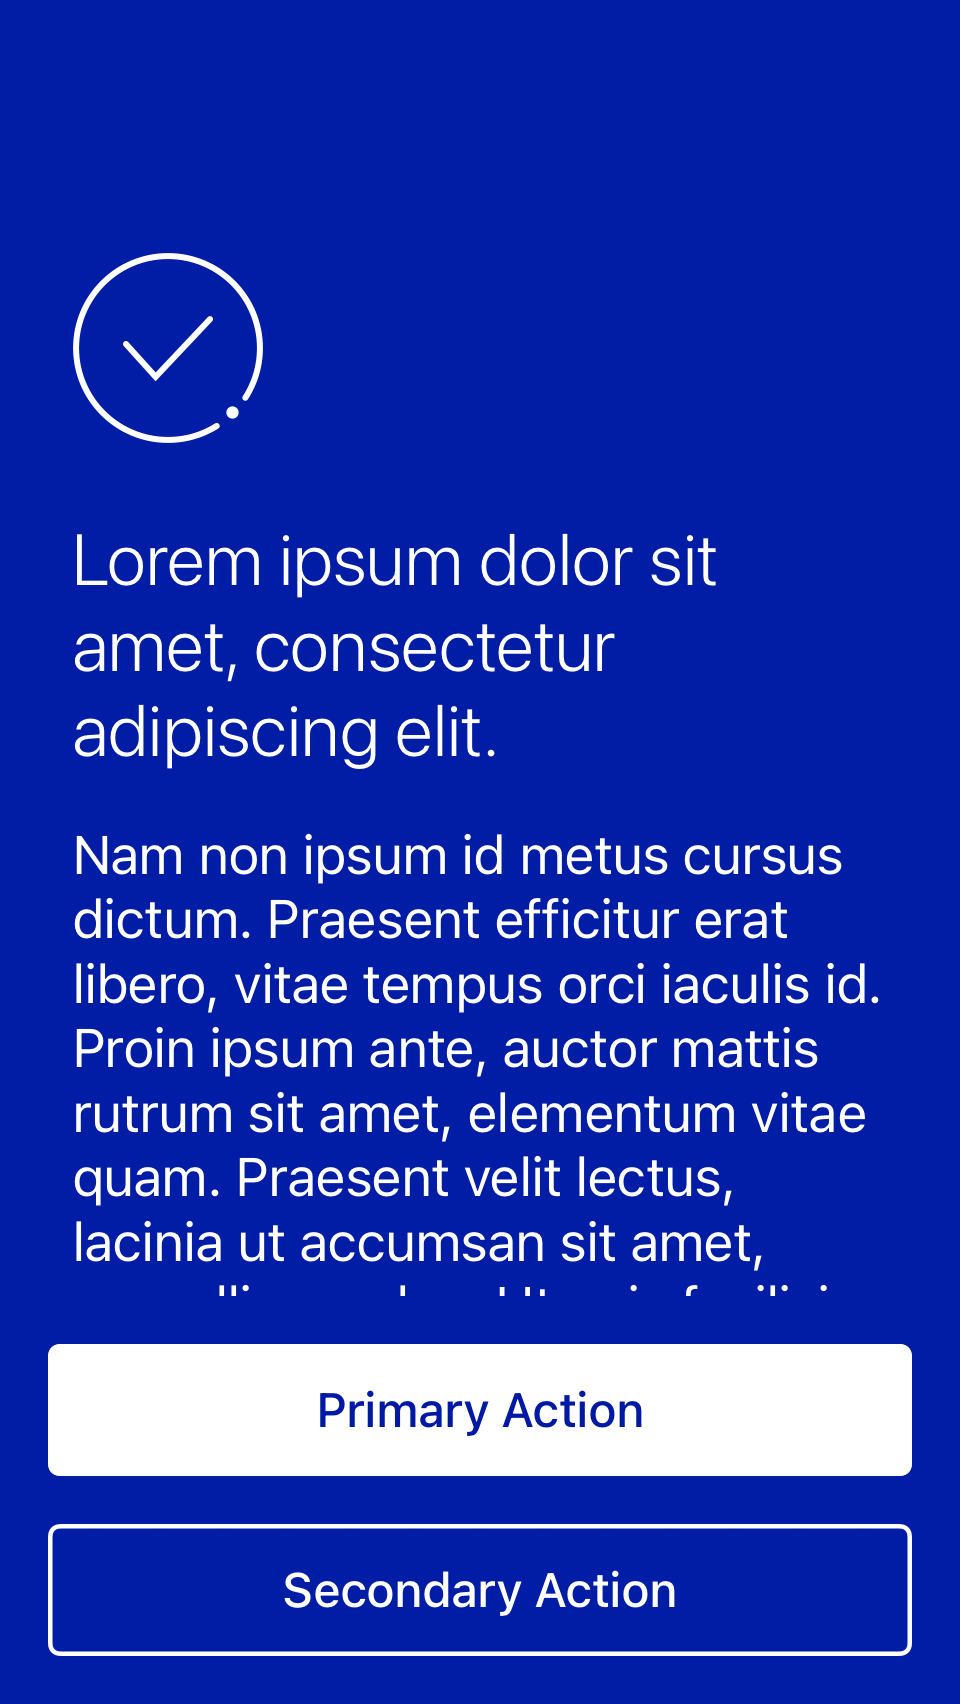 Lorem ipsum dolor sit
amet, consectetur
adipiscing elit.
Nam non ipsum id metus cursus
dictum. Praesent efficitur erat
libero, vitae tempus orci iaculis id.
Proin ipsum ante, auctor mattis
rutrum sit amet, elementum vitae
quam. Praesent velit lectus,
lacinia ut accumsan sit amet,
Primary Action
Secondary Action